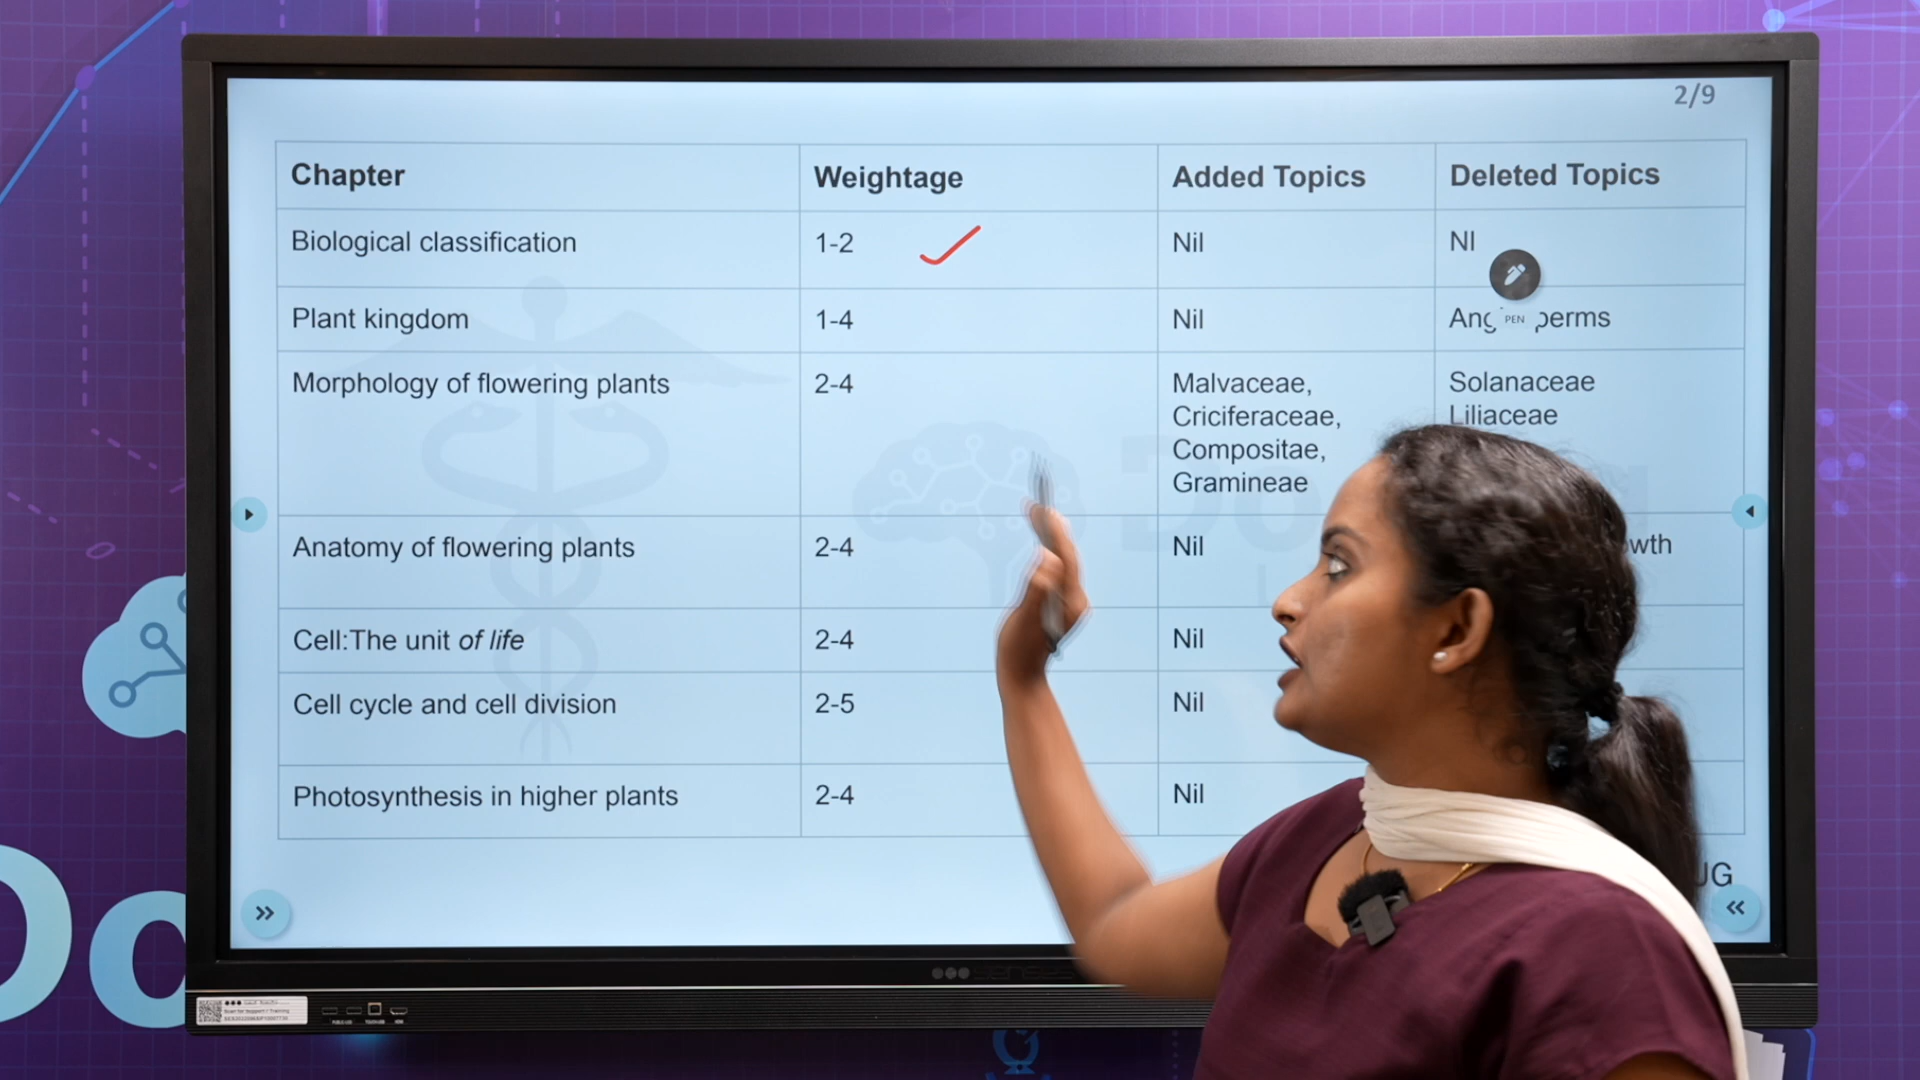 2/9
Chapter Weightage Added Topics Deleted Topics
Biological classification 1-2 Nil NI
Plant kingdom 1-4 Nil
PEN
Morphology of flowering plants 2-4 Malvaceae, Solanaceae
Criciferaceae, Liliaceae
Compositae,
Gramineae
Anatomy of flowering plants 2-4 Nil
Cell:The unit of life 2-4 Nil
Cell cycle and cell division 2-5 Nil
Photosynthesis in higher plants 2-4 Nil
Do